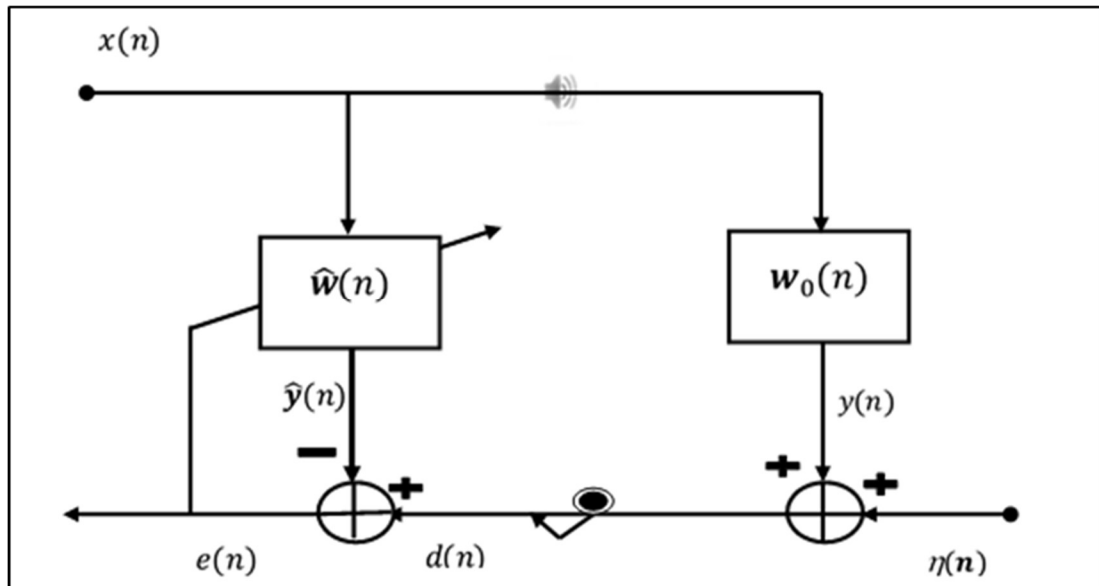 x(n)
ŵ(n)
w₀(n)
ŷ(n)
y(n)
−
+
+
+
e(n)
d(n)
η(n)